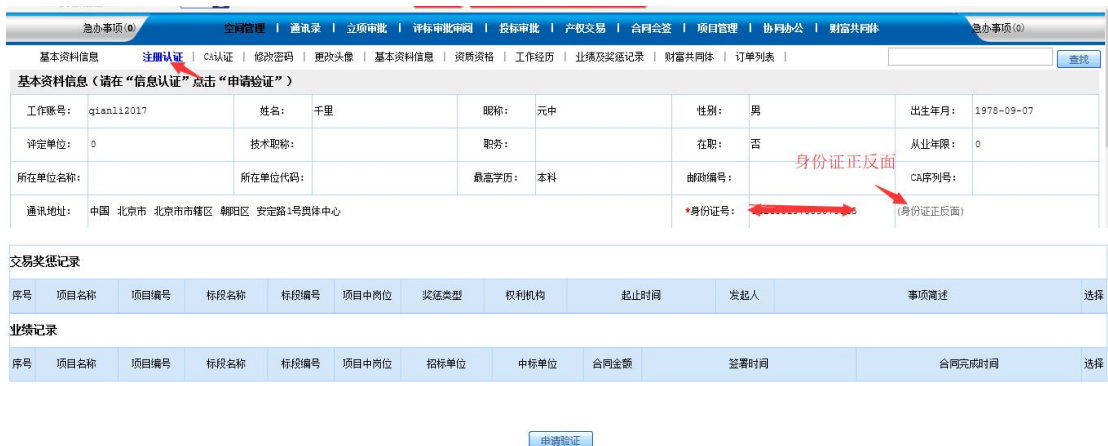 急办事项(0) 空间管理 | 通讯录 | 立项审批 | 评标审批审阅 | 投标审批 | 产权交易 | 合同会签 | 项目管理 | 协同办公 | 财富共同体 急办事项(0)
基本资料信息 注册认证 | CA认证 | 修改密码 | 更改头像 | 基本资料信息 | 资质资格 | 工作经历 | 业绩及奖惩记录 | 财富共同体 | 订单列表 | 查找
基本资料信息(请在“信息认证”点击“申请验证”)
工作账号: qianli2017 姓名: 千里 昵称: 元中 性别: 男 出生年月: 1978-09-07
评定单位: 0 技术职称: 职务: 在职: 否 从业年限: 0
身份证正反面
所在单位名称: 所在单位代码: 最高学历: 本科 邮政编号: CA序列号:
通讯地址: 中国 北京市 北京市市辖区 朝阳区 安定路1号奥体中心 *身份证号: (身份证正反面)
交易奖惩记录
序号 项目名称 项目编号 标段名称 标段编号 项目中岗位 奖惩类型 权利机构 起止时间 发起人 事项简述 选择
业绩记录
序号 项目名称 项目编号 标段名称 标段编号 项目中岗位 招标单位 中标单位 合同金额 签署时间 合同完成时间 选择
申请验证